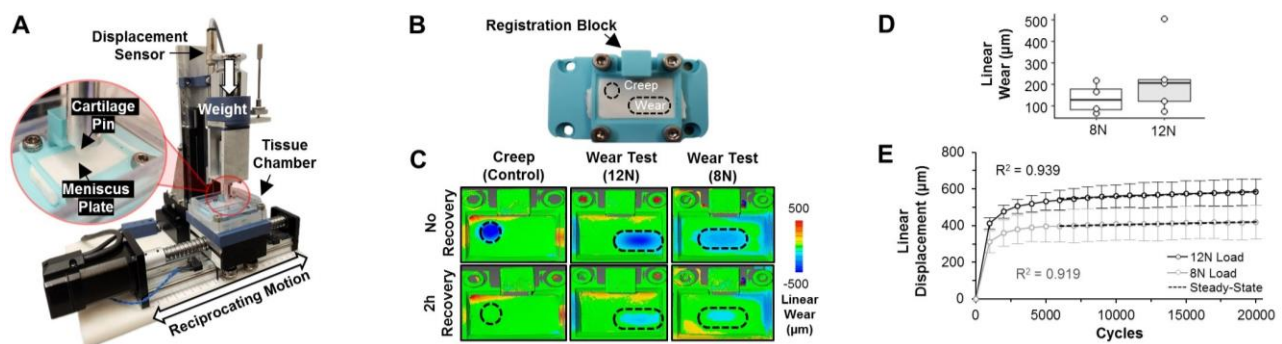 A
Displacement
Sensor
Weight
Cartilage
Pin
Tissue
Chamber
Meniscus
Plate
Reciprocating Motion
B
Registration Block
Creep
Wear
C
Creep
(Control)
Wear Test
(12N)
Wear Test
(8N)
No
Recovery
2h
Recovery
500
-500
Linear
Wear
(µm)
D
Linear
Wear (µm)
500
400
300
200
100
8N
12N
E
Linear
Displacement (µm)
800
600
400
200
0
R² = 0.939
R² = 0.919
12N Load
8N Load
Steady-State
0
5000
10000
15000
20000
Cycles